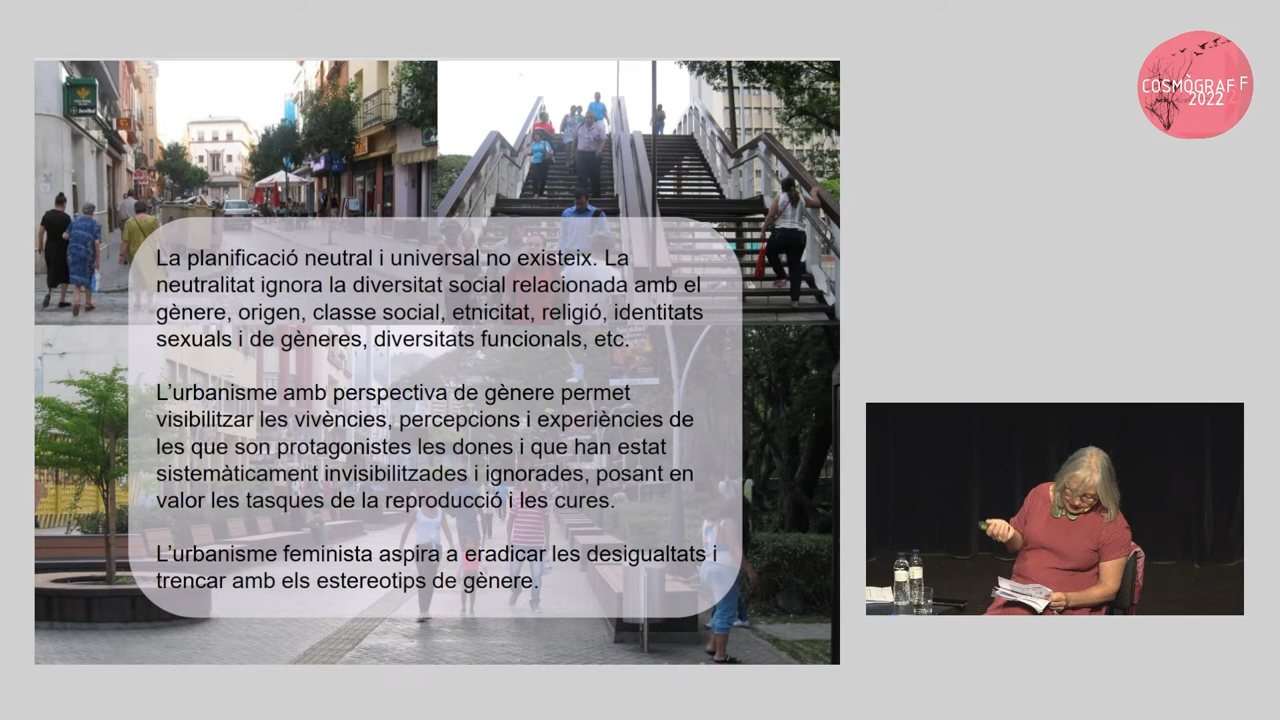 COSMÒGRAF F
2022
La planificació neutral i universal no existeix. La
neutralitat ignora la diversitat social relacionada amb el
gènere, origen, classe social, etnicitat, religió, identitats
sexuals i de gèneres, diversitats funcionals, etc.
L'urbanisme amb perspectiva de gènere permet
visibilitzar les vivències, percepcions i experiències de
les que son protagonistes les dones i que han estat
sistemàticament invisibilitzades i ignorades, posant en
valor les tasques de la reproducció i les cures.
L'urbanisme feminista aspira a eradicar les desigualtats i
trencar amb els estereotips de gènere.